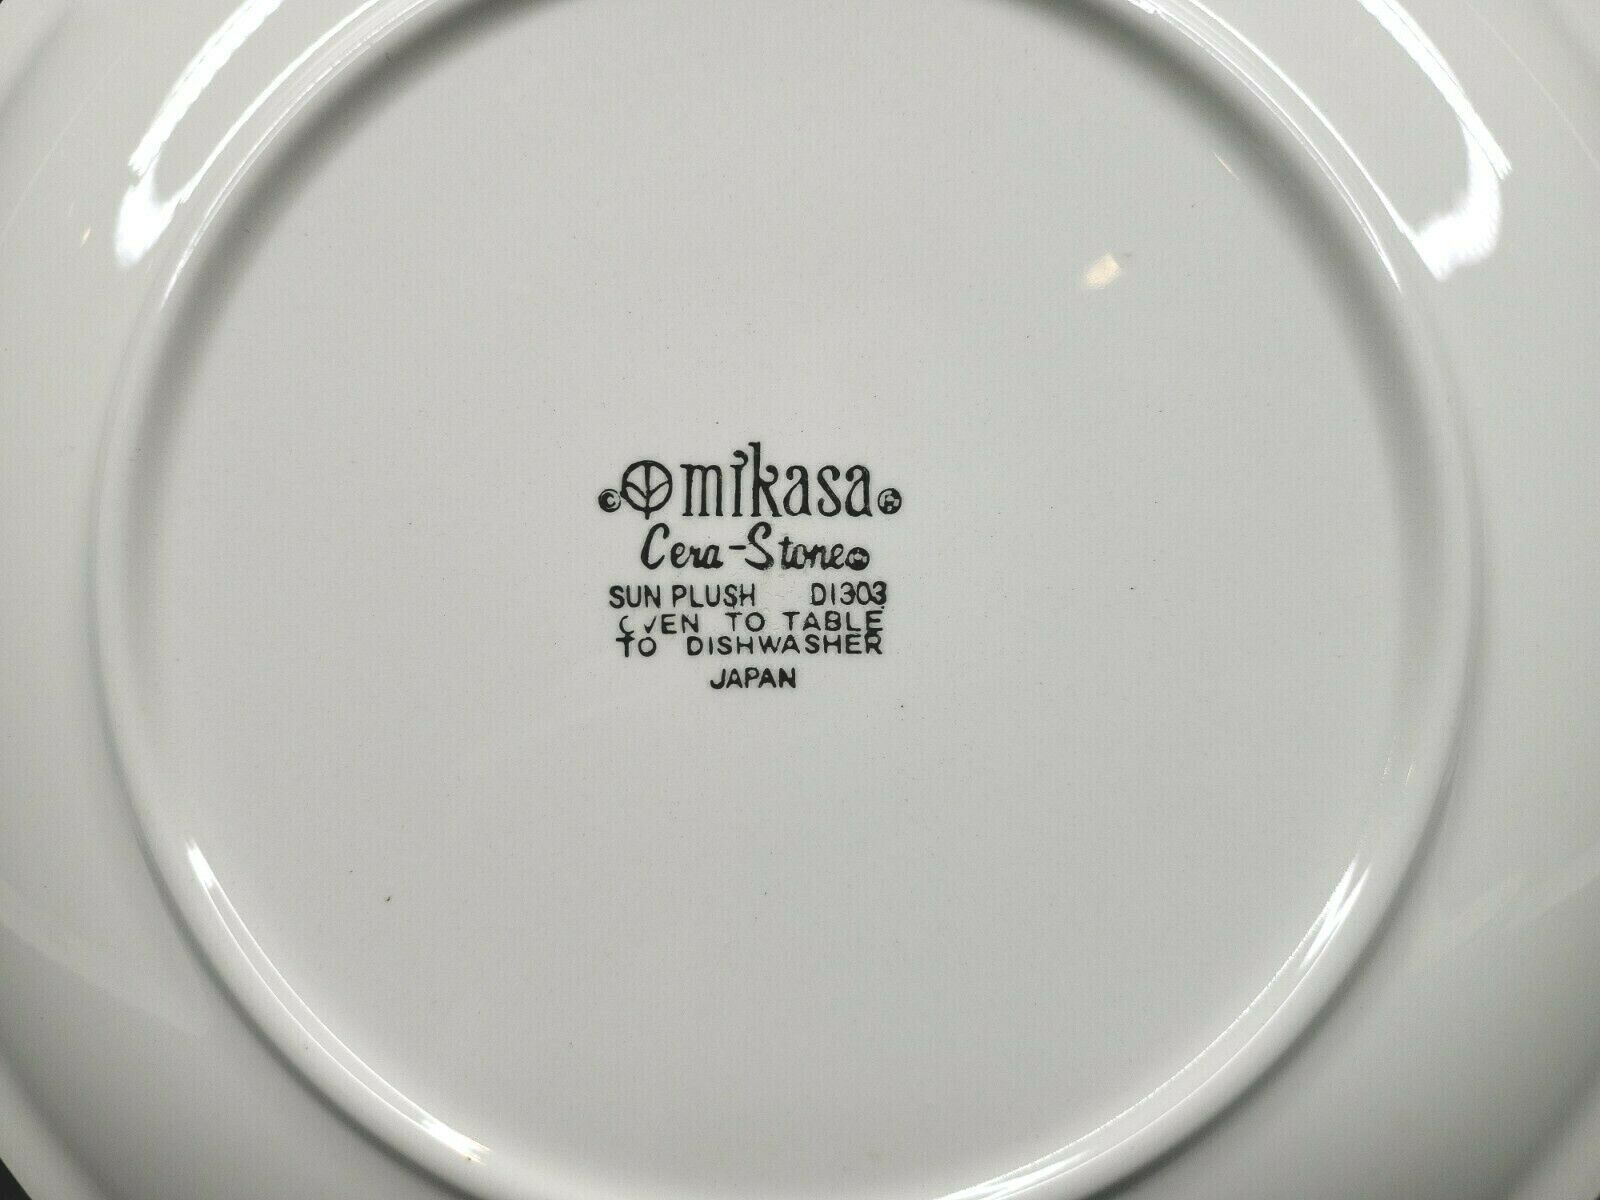 © mikasa ®
Cera-Stone ®
SUN PLUSH D1303
OVEN TO TABLE
TO DISHWASHER
JAPAN